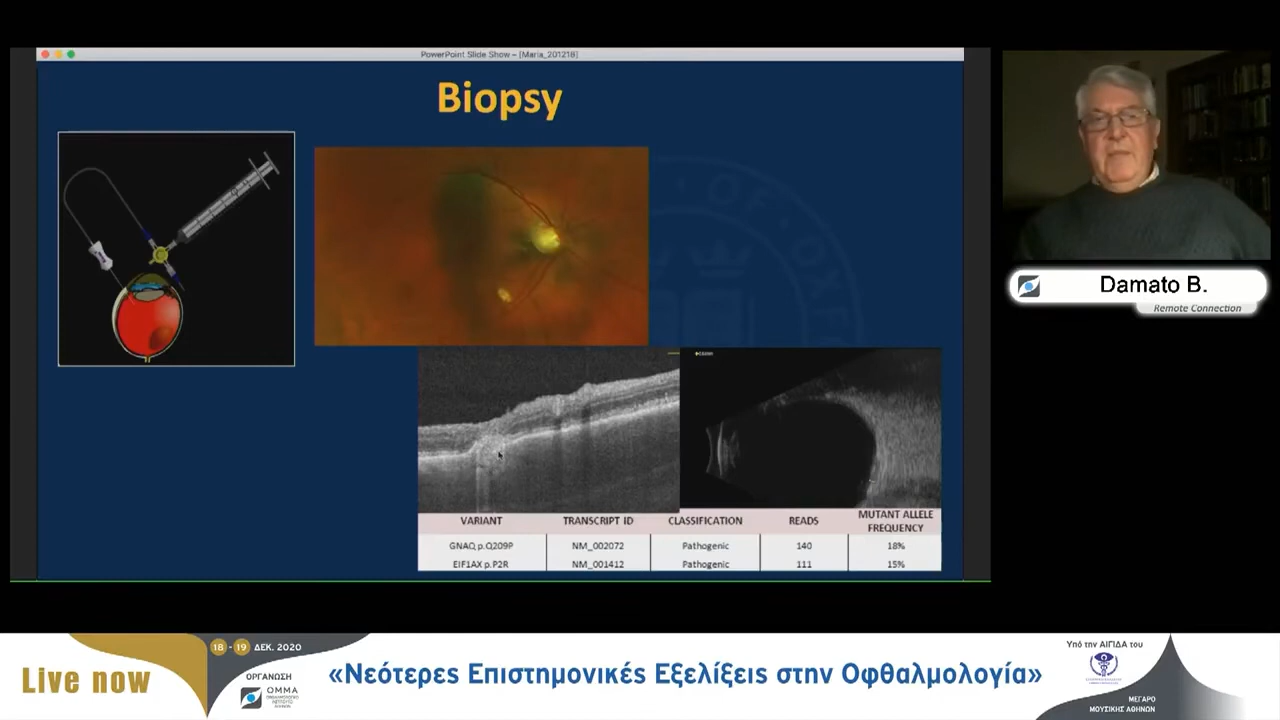 PowerPoint Slide Show - [Maria_201218]
Biopsy
VARIANT TRANSCRIPT ID CLASSIFICATION READS MUTANT ALLELE FREQUENCY
GNAQ p.Q209P NM_002072 Pathogenic 140 18%
EIF1AX p.P2R NM_001412 Pathogenic 111 15%
Damato B.
Remote Connection
18 - 19 ΔΕΚ. 2020
Live now
ΟΡΓΑΝΩΣΗ
ΟΜΜΑ
«Νεότερες Επιστημονικές Εξελίξεις στην Οφθαλμολογία»
Υπό την ΑΙΓΙΔΑ του
ΜΕΓΑΡΟ
ΜΟΥΣΙΚΗΣ ΑΘΗΝΩΝ